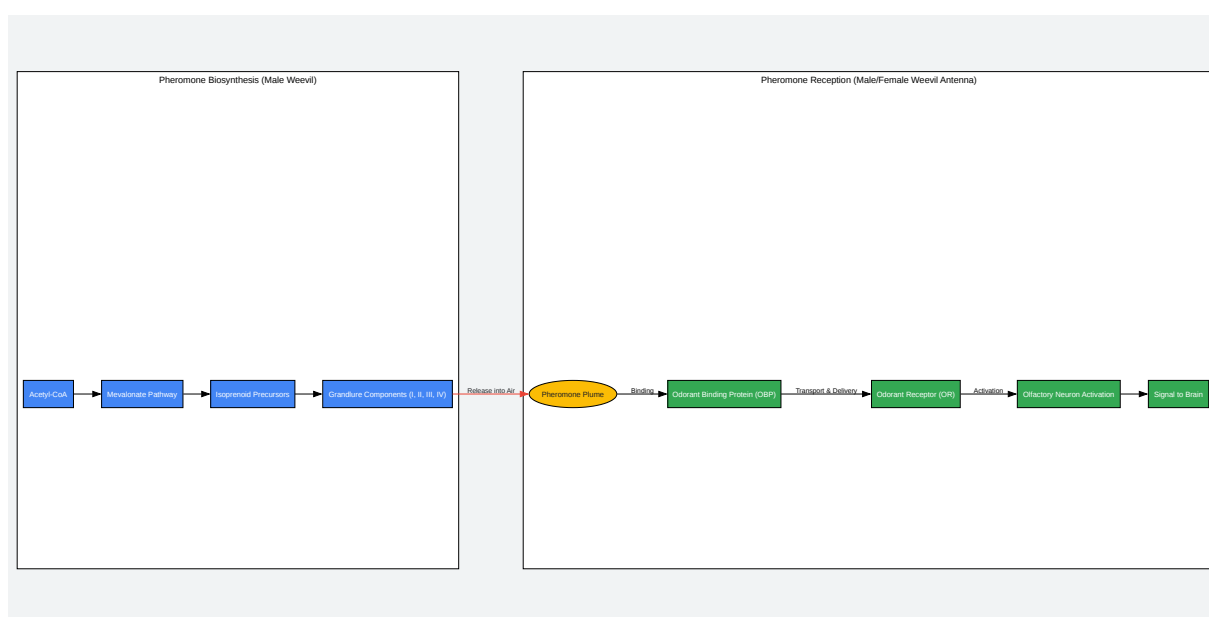 Pheromone Biosynthesis (Male Weevil)
Pheromone Reception (Male/Female Weevil Antenna)
Acetyl-CoA
Mevalonate Pathway
Isoprenoid Precursors
Grandlure Components (I, II, III, IV)
Release into Air
Pheromone Plume
Binding
Odorant Binding Protein (OBP)
Transport & Delivery
Odorant Receptor (OR)
Activation
Olfactory Neuron Activation
Signal to Brain